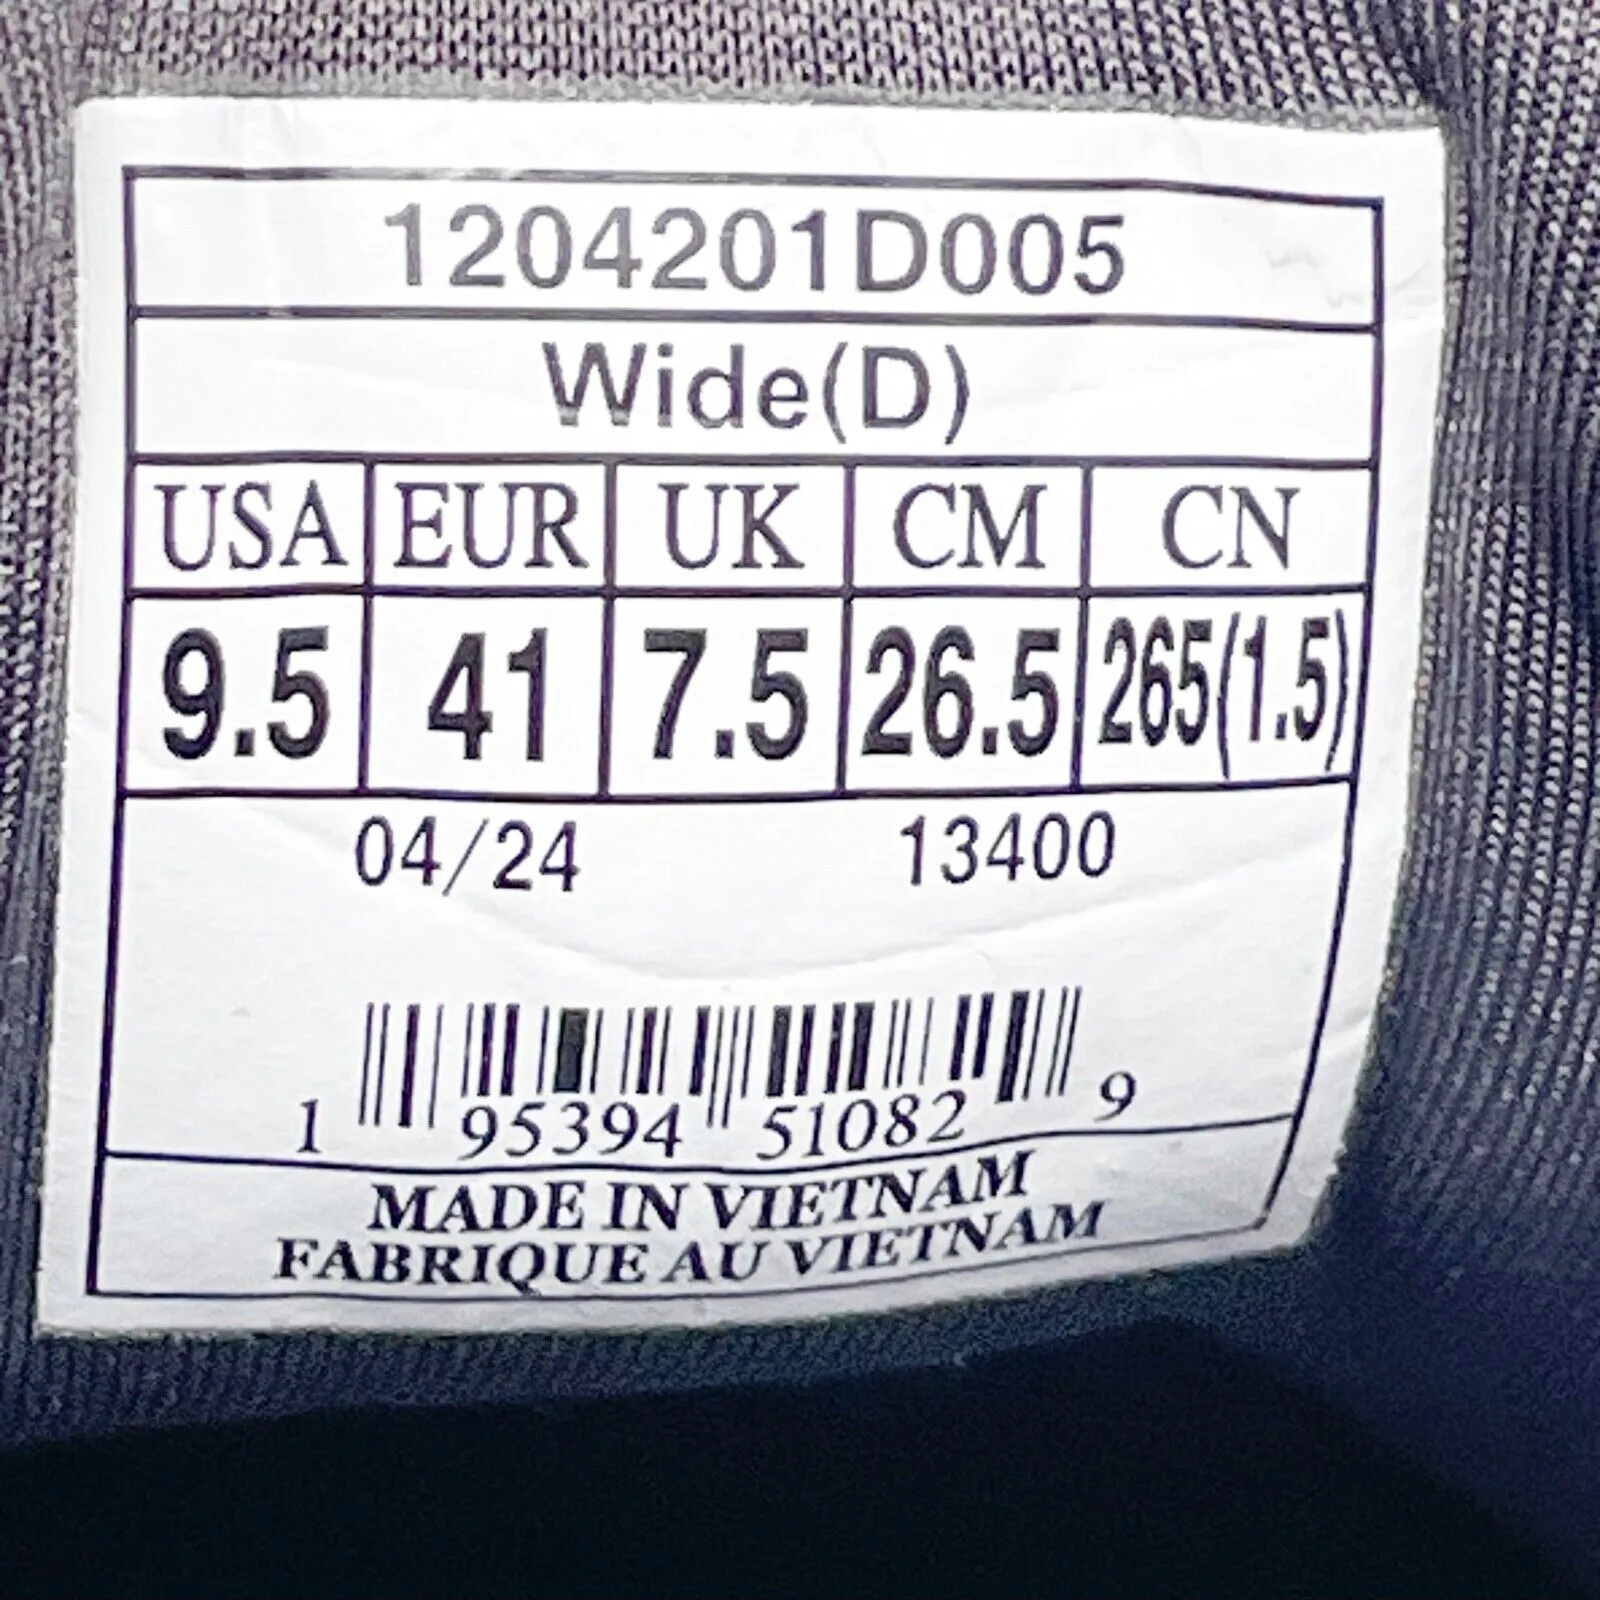 1204201D005
Wide(D)
USA EUR UK CM CN
9.5 41 7.5 26.5 265(1.5)
04/24 13400
1 95394 51082 9
MADE IN VIETNAM
FABRIQUE AU VIETNAM